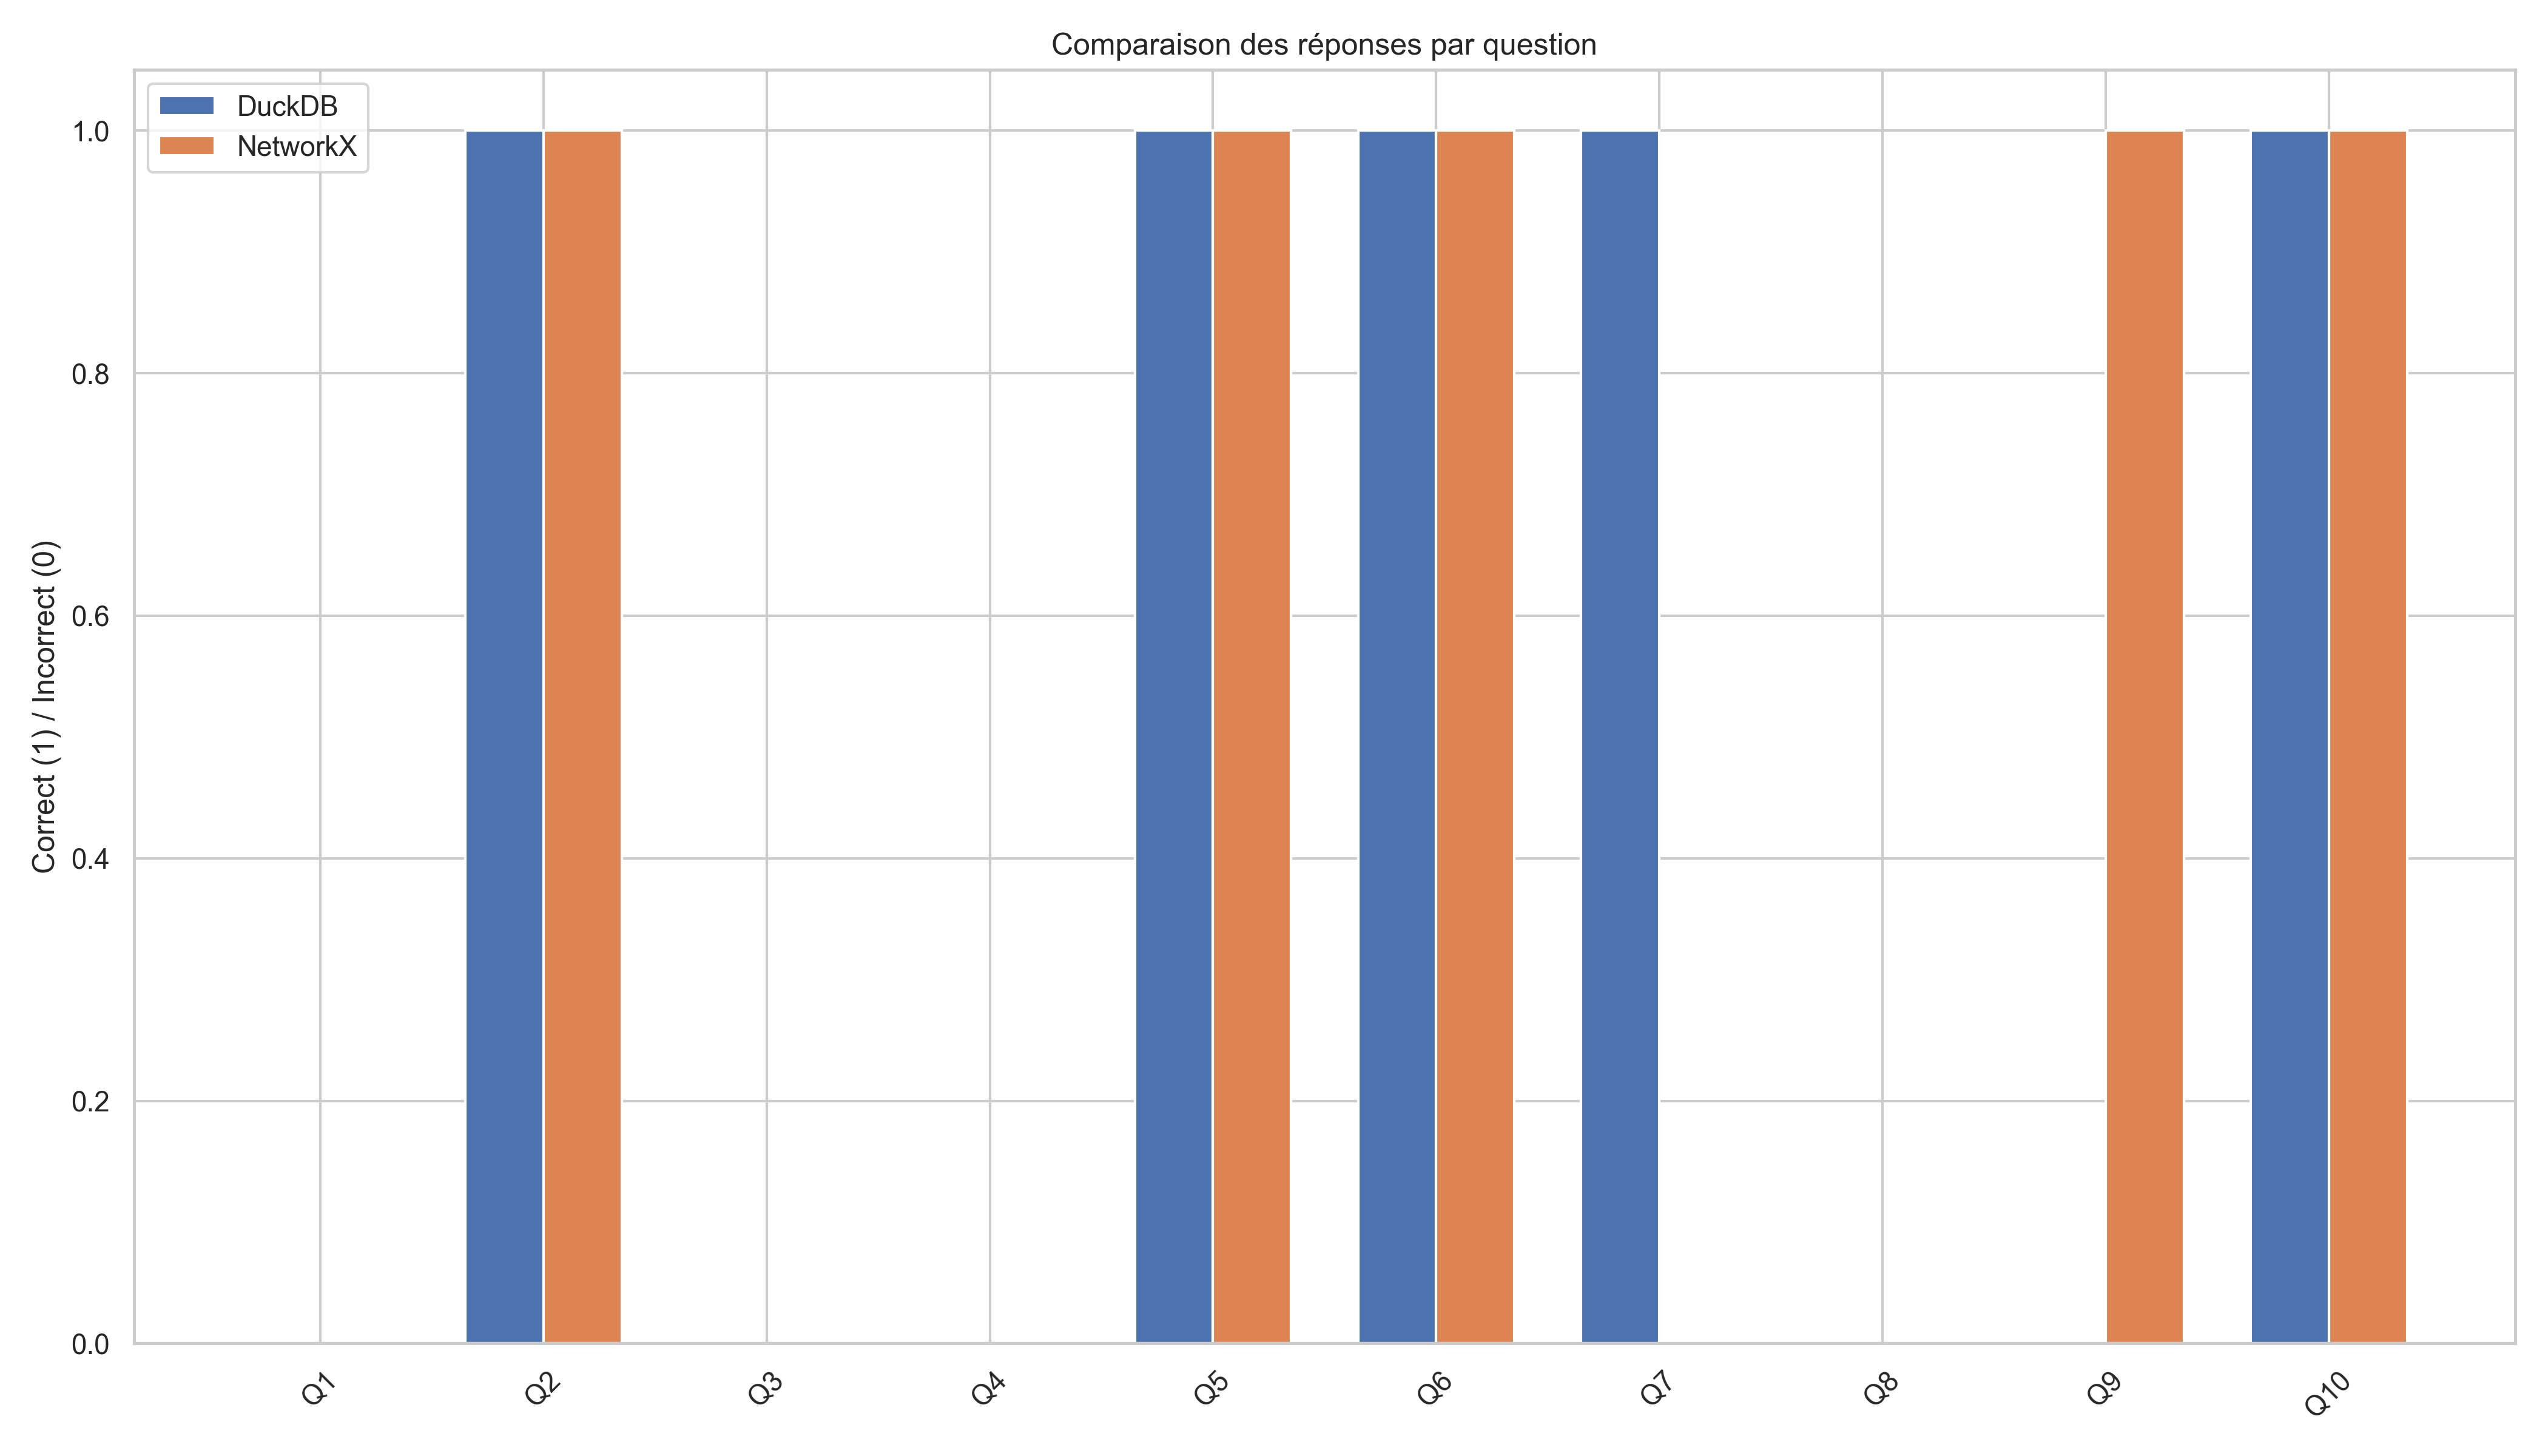 Comparaison des réponses par question
DuckDB
NetworkX
Correct (1) / Incorrect (0)
1.0
0.8
0.6
0.4
0.2
0.0
Q1
Q2
Q3
Q4
Q5
Q6
Q7
Q8
Q9
Q10